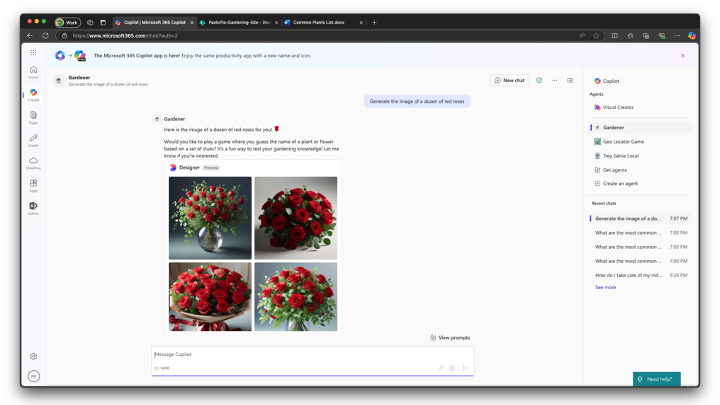 Work
Copilot | Microsoft 365 Copilot
PaoloPia-Gardening-Site - Doc
Common Plants List.docx
https://www.microsoft365.com/chat/?auth=2
The Microsoft 365 Copilot app is here! Enjoy the same productivity app with a new name and icon.
Home
Copilot
Pages
Create
OneDrive
Apps
Admin
PP
Gardener
Generate the image of a dozen of red roses
New chat
Generate the image of a dozen of red roses
Gardener
Here is the image of a dozen of red roses for you!
Would you like to play a game where you guess the name of a plant or flower
based on a set of clues? It's a fun way to test your gardening knowledge! Let me
know if you're interested.
Designer Preview
View prompts
Message Copilot
Copilot
Agents
Visual Creator
Gardener
Geo Locator Game
Trey Genie Local
Get agents
Create an agent
Recent chats
Generate the image of a do... 7:07 PM
What are the most common ... 7:00 PM
What are the most common ... 7:00 PM
What are the most common ... 7:00 PM
How do I take care of my ind... 6:26 PM
See more
Need help?